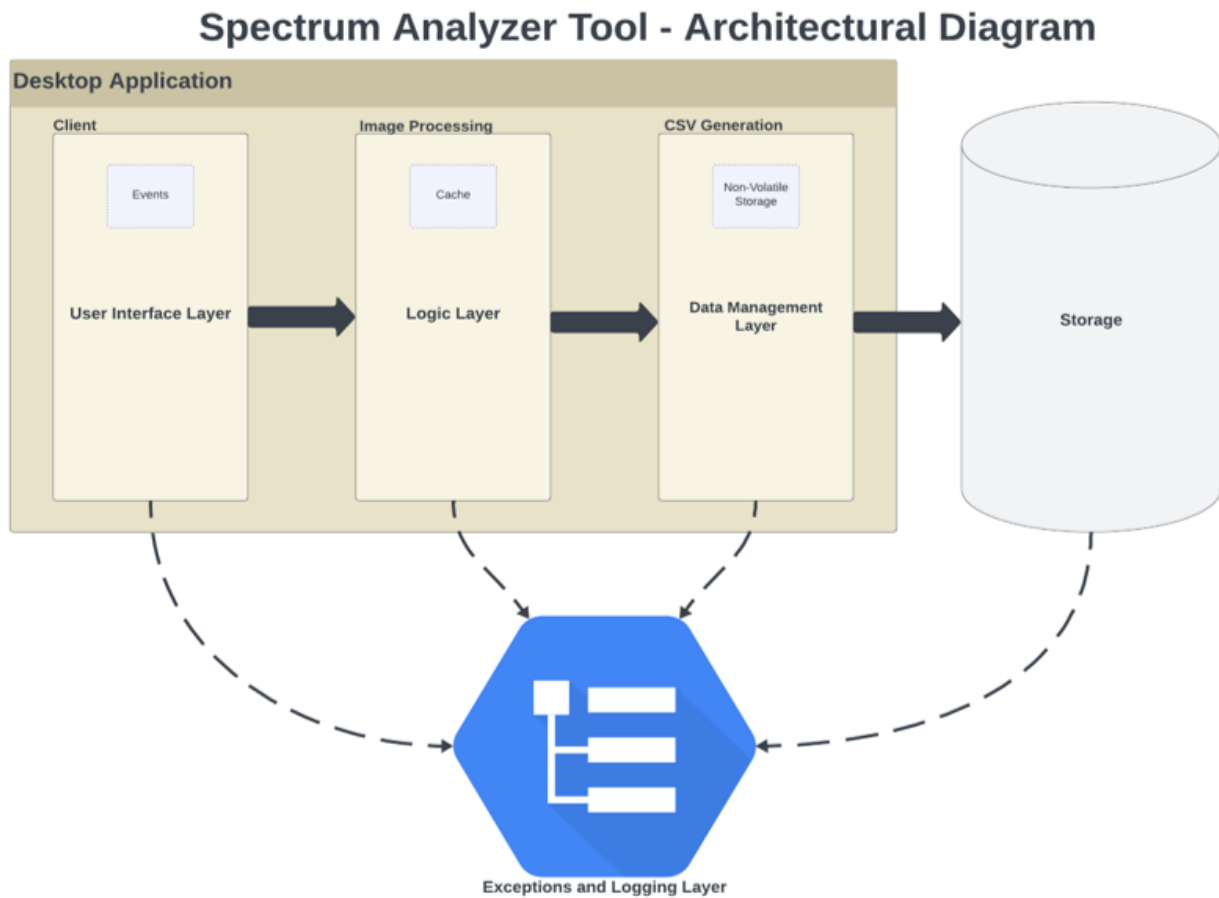 Spectrum Analyzer Tool - Architectural Diagram
Desktop Application
Client
Image Processing
CSV Generation
Events
Cache
Non-Volatile
Storage
User Interface Layer
Logic Layer
Data Management
Layer
Storage
Exceptions and Logging Layer